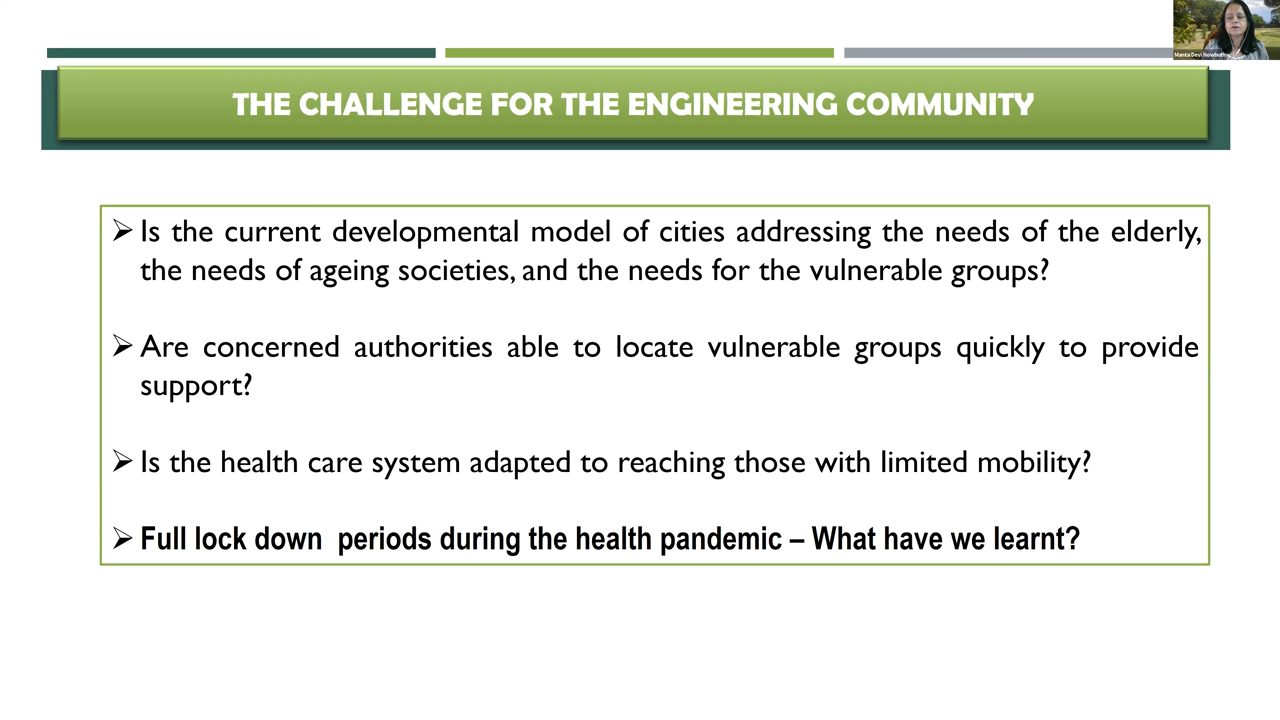 Manta Devi Nowbuth
THE CHALLENGE FOR THE ENGINEERING COMMUNITY
Is the current developmental model of cities addressing the needs of the elderly,
the needs of ageing societies, and the needs for the vulnerable groups?
Are concerned authorities able to locate vulnerable groups quickly to provide
support?
Is the health care system adapted to reaching those with limited mobility?
Full lock down periods during the health pandemic – What have we learnt?